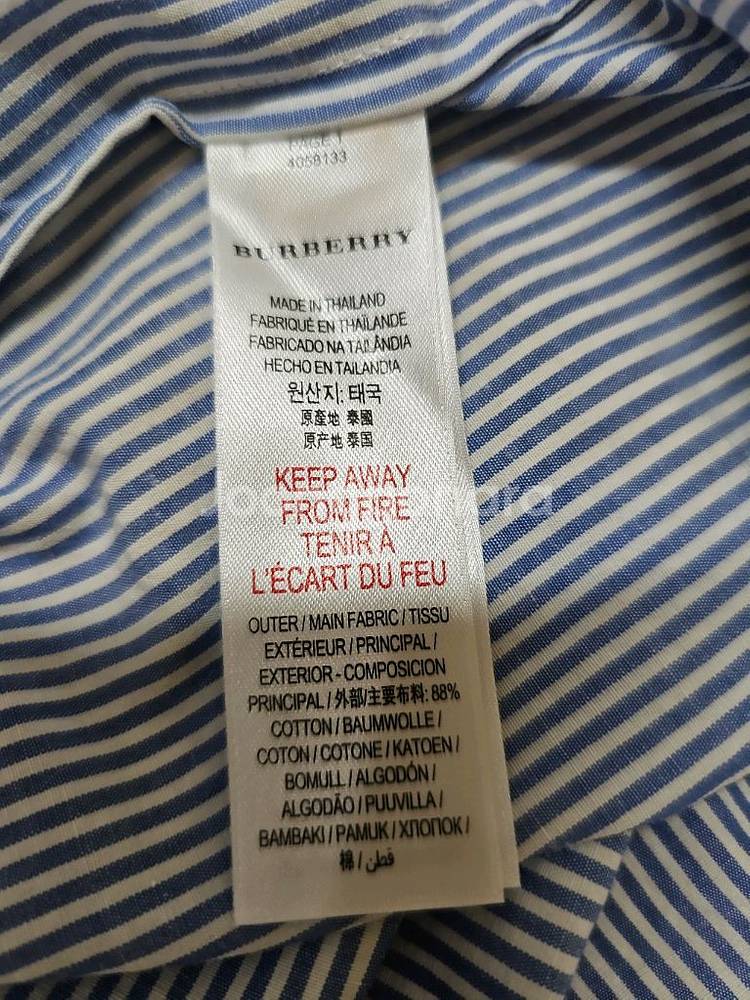 PAGE 1
4058133
BURBERRY
MADE IN THAILAND
FABRIQUÉ EN THAÏLANDE
FABRICADO NA TAILÂNDIA
HECHO EN TAILANDIA
원산지: 태국
原產地 泰國
原产地 泰国
KEEP AWAY
FROM FIRE
TENIR A
L'ÉCART DU FEU
OUTER / MAIN FABRIC / TISSU
EXTÉRIEUR / PRINCIPAL /
EXTERIOR - COMPOSICION
PRINCIPAL / 外部/主要布料: 88%
COTTON / BAUMWOLLE /
COTON / COTONE / KATOEN /
BOMULL / ALGODÓN /
ALGODÃO / PUUVILLA /
BAMBAKI / PAMUK / ХЛОПОК /
棉 / قطن